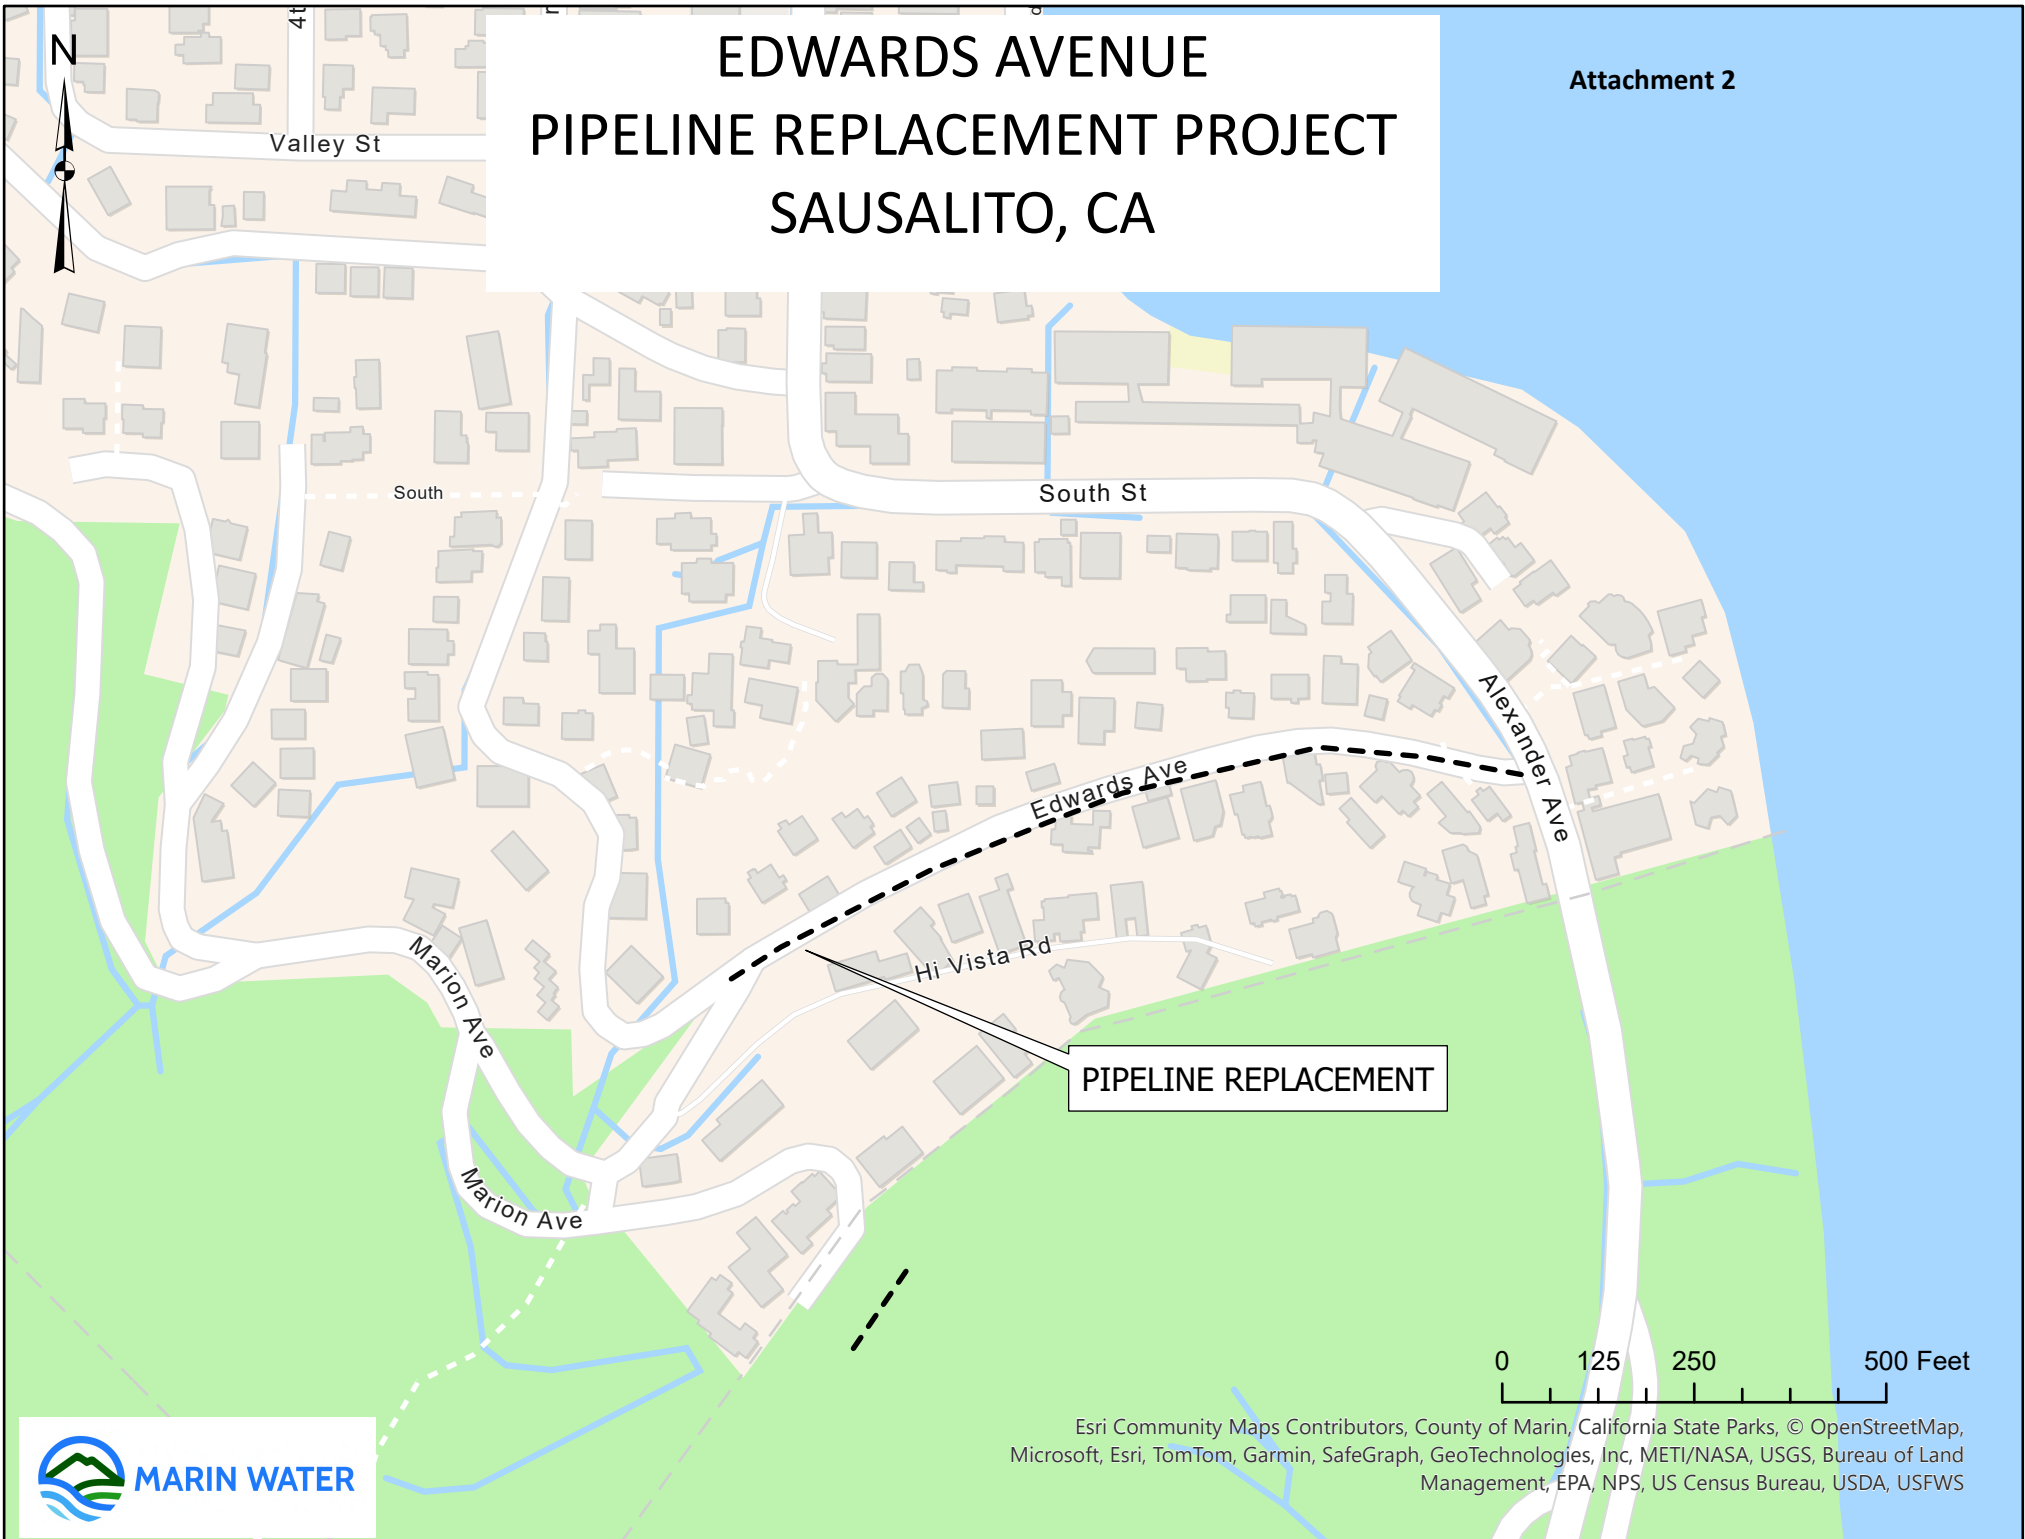 EDWARDS AVENUE
PIPELINE REPLACEMENT PROJECT
SAUSALITO, CA
Attachment 2
N
Valley St
South
South St
Alexander Ave
Edwards Ave
Hi Vista Rd
Marion Ave
Marion Ave
PIPELINE REPLACEMENT
0 125 250 500 Feet
Esri Community Maps Contributors, County of Marin, California State Parks, © OpenStreetMap,
Microsoft, Esri, TomTom, Garmin, SafeGraph, GeoTechnologies, Inc, METI/NASA, USGS, Bureau of Land
Management, EPA, NPS, US Census Bureau, USDA, USFWS
MARIN WATER